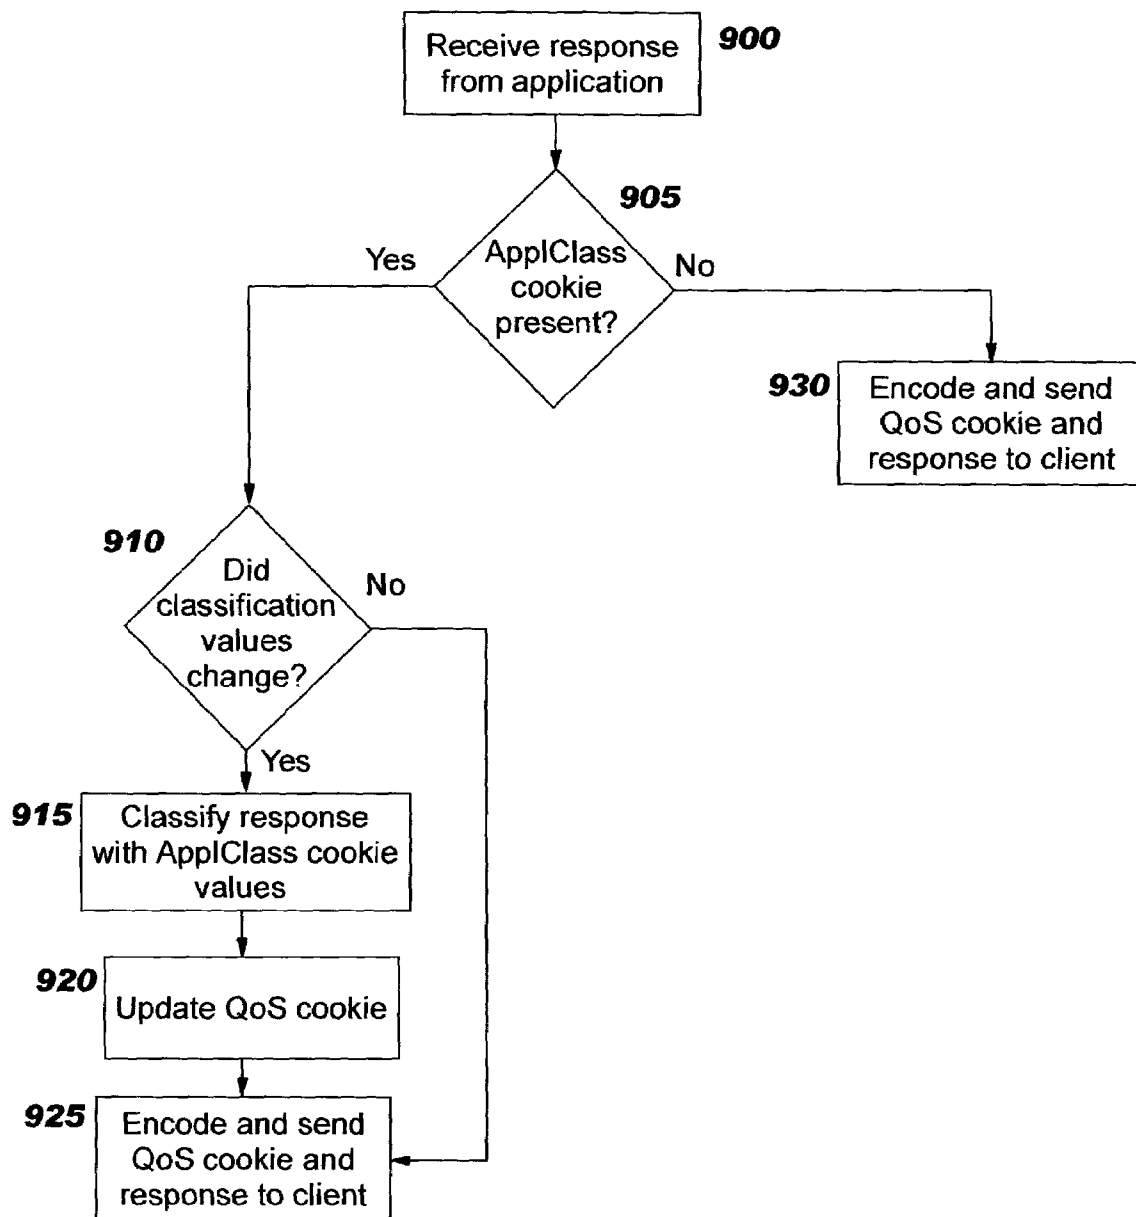 Receive response
from application
900
905
ApplClass
cookie
present?
Yes
No
930
Encode and send
QoS cookie and
response to client
910
Did
classification
values
change?
No
Yes
915
Classify response
with ApplClass cookie
values
920
Update QoS cookie
925
Encode and send
QoS cookie and
response to client